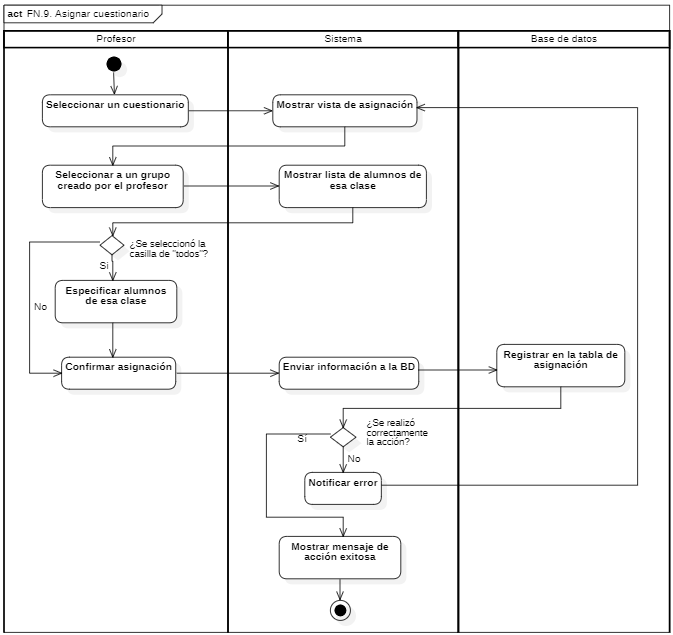 act FN.9. Asignar cuestionario
Profesor
Sistema
Base de datos
Seleccionar un cuestionario
Mostrar vista de asignación
Seleccionar a un grupo
creado por el profesor
Mostrar lista de alumnos de
esa clase
¿Se seleccionó la
casilla de "todos"?
Si
Especificar alumnos
de esa clase
No
Confirmar asignación
Enviar información a la BD
Registrar en la tabla de
asignación
¿Se realizó
correctamente
la acción?
Si
No
Notificar error
Mostrar mensaje de
acción exitosa